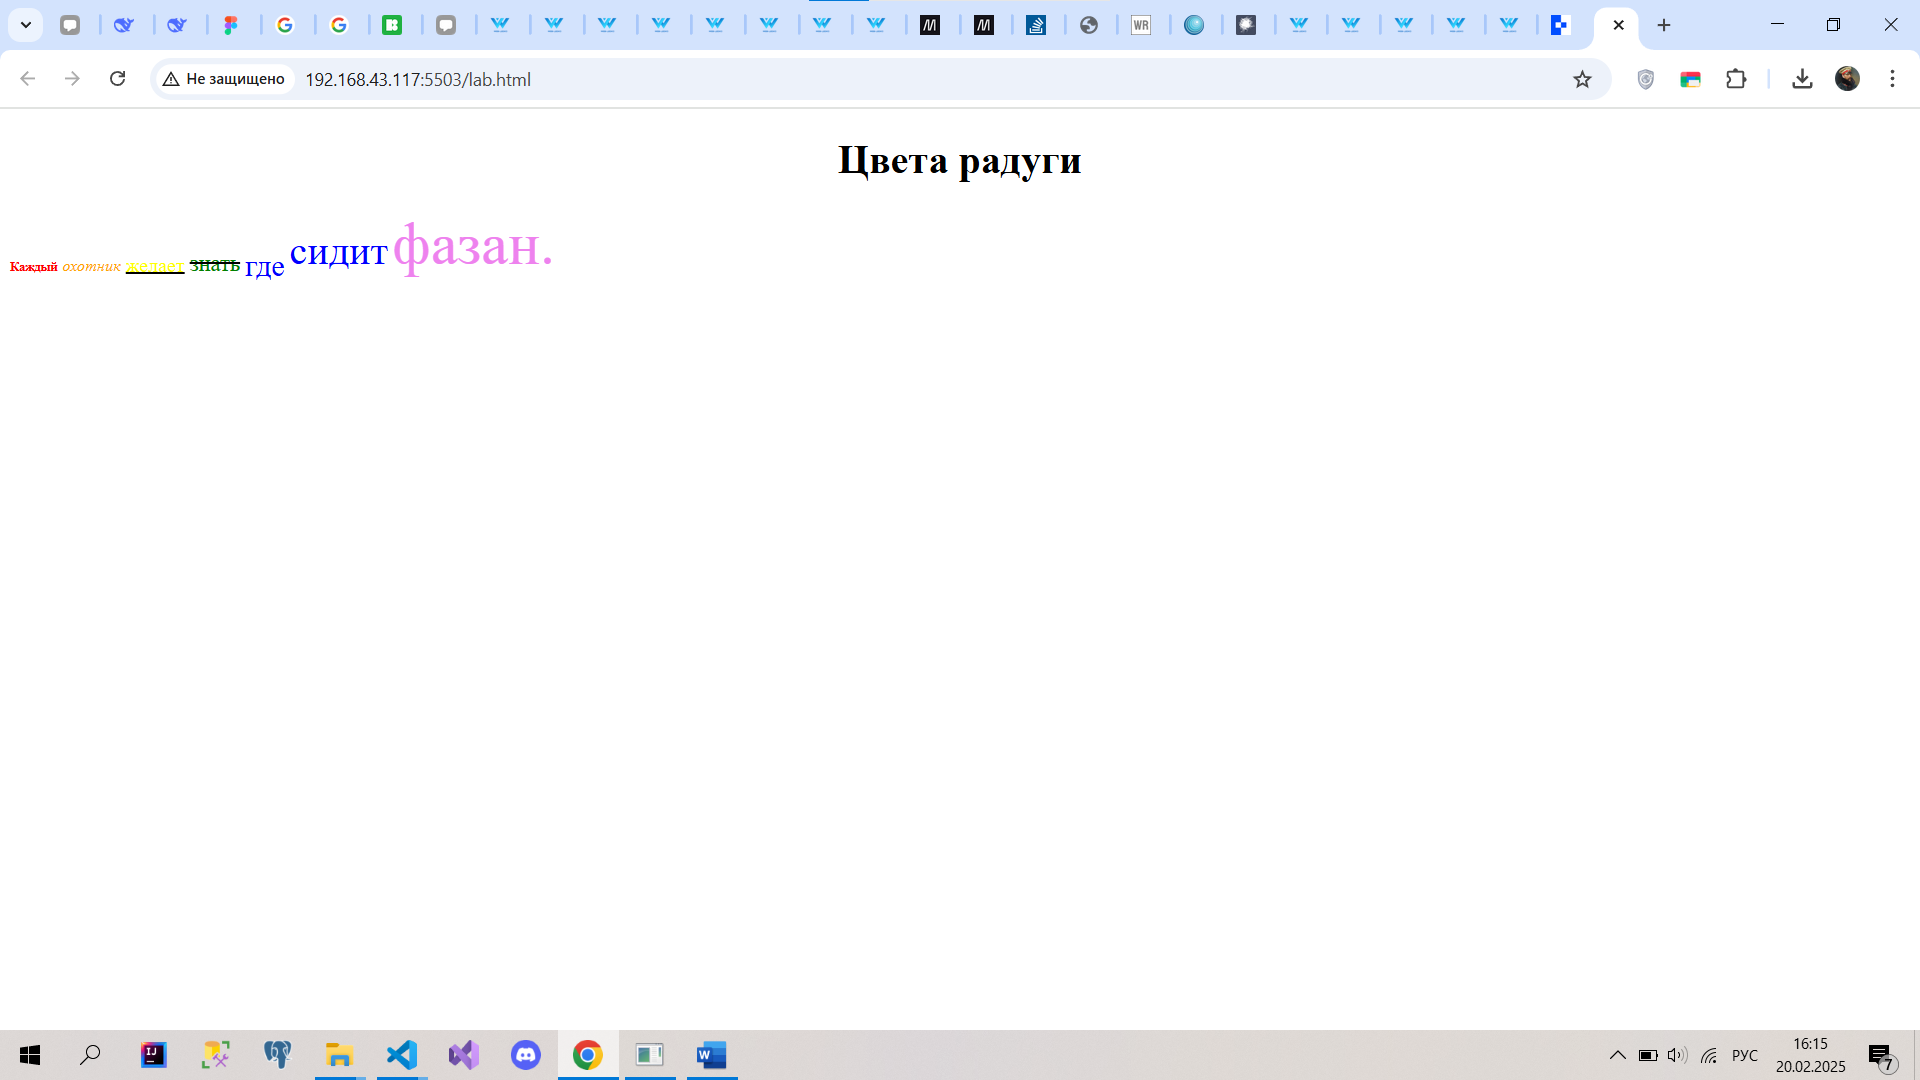 Не защищено
192.168.43.117:5503/lab.html
Цвета радуги
Каждый охотник желает знать где сидит фазан.
РУС
16:15
20.02.2025
7